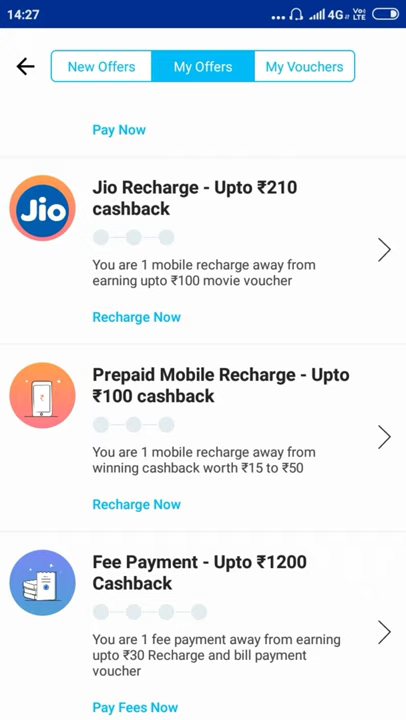 14:27
4G
Vo
LTE
New Offers
My Offers
My Vouchers
Pay Now
Jio
Jio Recharge - Upto ₹210
cashback
You are 1 mobile recharge away from
earning upto ₹100 movie voucher
Recharge Now
Prepaid Mobile Recharge - Upto
₹100 cashback
You are 1 mobile recharge away from
winning cashback worth ₹15 to ₹50
Recharge Now
Fee Payment - Upto ₹1200
Cashback
You are 1 fee payment away from earning
upto ₹30 Recharge and bill payment
voucher
Pay Fees Now